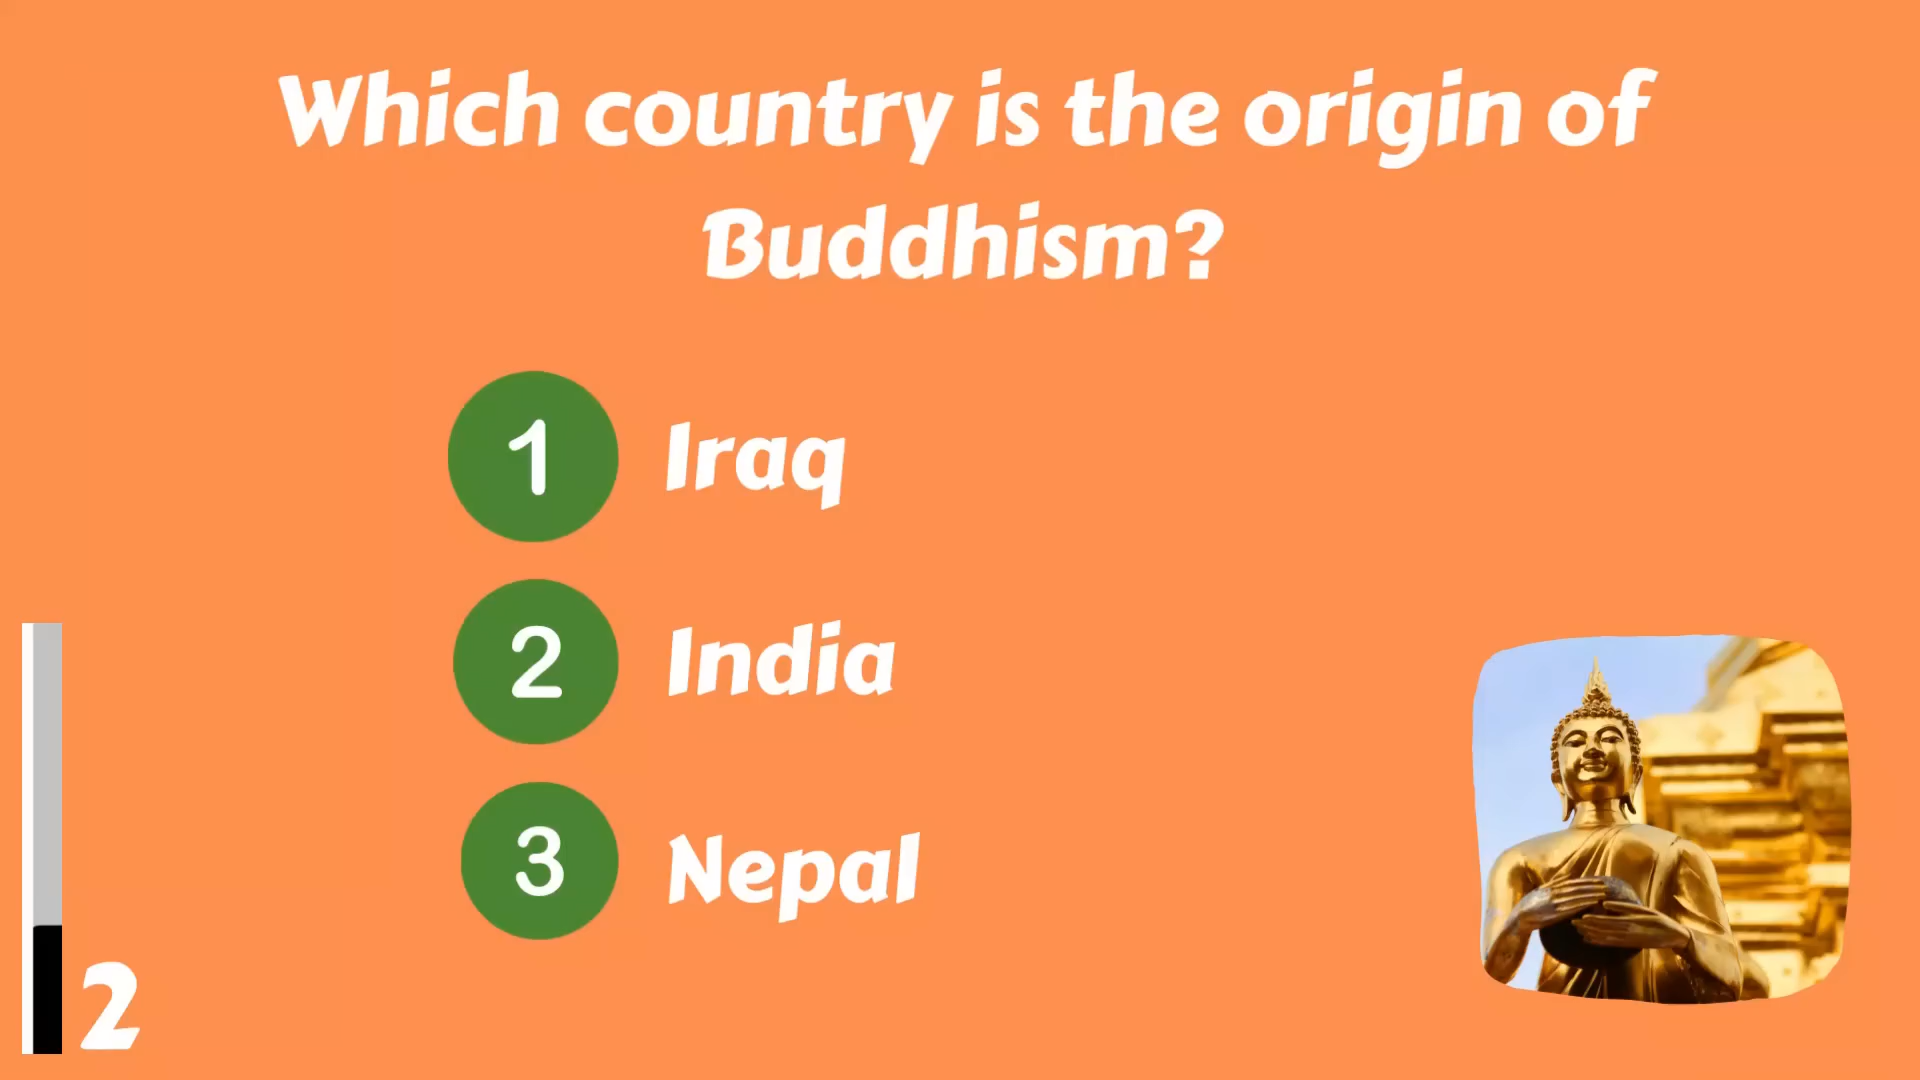 Which country is the origin of
Buddhism?
1 Iraq
2 India
3 Nepal
2